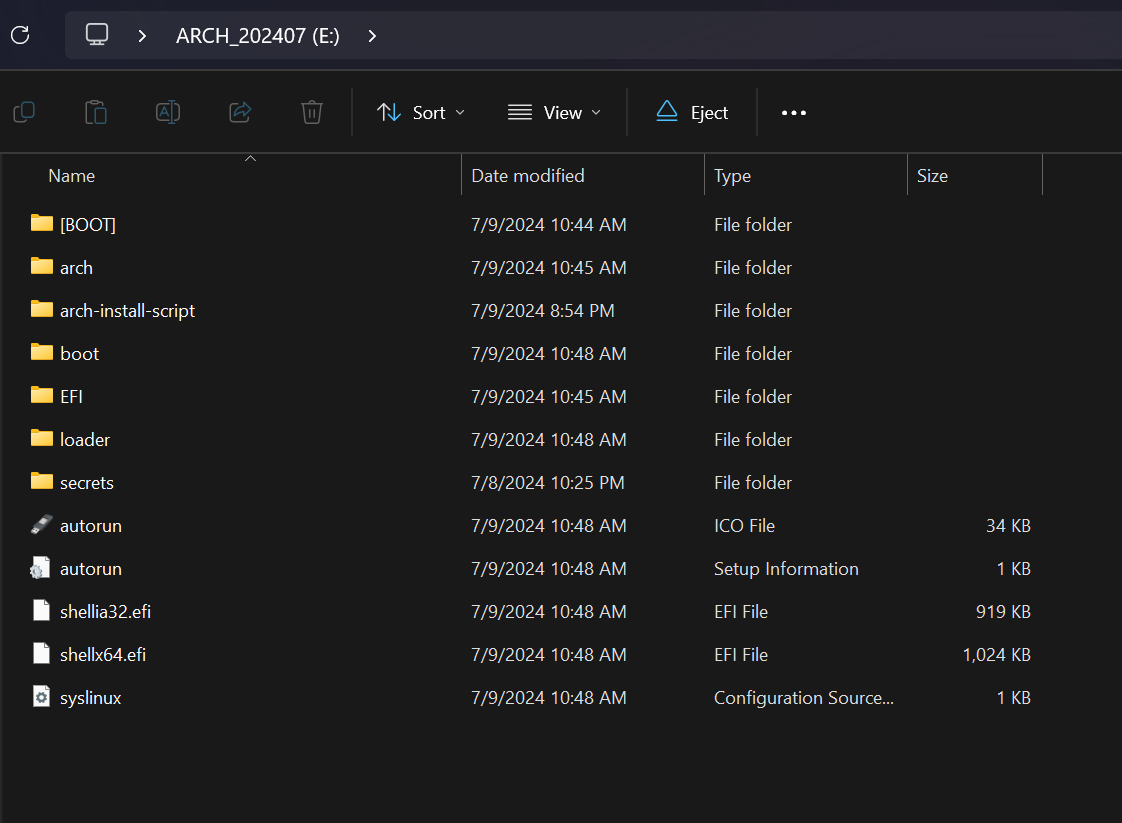 ARCH_202407 (E:)
Sort View Eject
Name Date modified Type Size
[BOOT] 7/9/2024 10:44 AM File folder
arch 7/9/2024 10:45 AM File folder
arch-install-script 7/9/2024 8:54 PM File folder
boot 7/9/2024 10:48 AM File folder
EFI 7/9/2024 10:45 AM File folder
loader 7/9/2024 10:48 AM File folder
secrets 7/8/2024 10:25 PM File folder
autorun 7/9/2024 10:48 AM ICO File 34 KB
autorun 7/9/2024 10:48 AM Setup Information 1 KB
shellia32.efi 7/9/2024 10:48 AM EFI File 919 KB
shellx64.efi 7/9/2024 10:48 AM EFI File 1,024 KB
syslinux 7/9/2024 10:48 AM Configuration Source... 1 KB